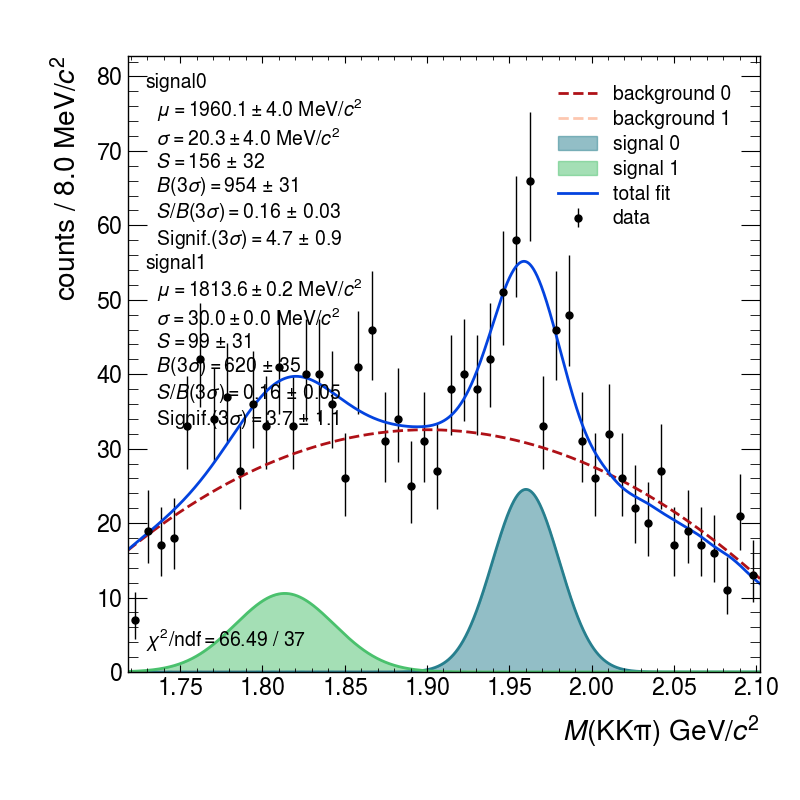 counts / 8.0 MeV/c²
80
70
60
50
40
30
20
10
0
signal0
μ = 1960.1 ± 4.0 MeV/c²
σ = 20.3 ± 4.0 MeV/c²
S = 156 ± 32
B(3σ) = 954 ± 31
S/B(3σ) = 0.16 ± 0.03
Signif.(3σ) = 4.7 ± 0.9
signal1
μ = 1813.6 ± 0.2 MeV/c²
σ = 30.0 ± 0.0 MeV/c²
S = 99 ± 31
B(3σ) = 620 ± 35
S/B(3σ) = 0.16 ± 0.05
Signif.(3σ) = 3.7 ± 1.1
χ²/ndf = 66.49 / 37
background 0
background 1
signal 0
signal 1
total fit
data
1.75 1.80 1.85 1.90 1.95 2.00 2.05 2.10
M(KKπ) GeV/c²